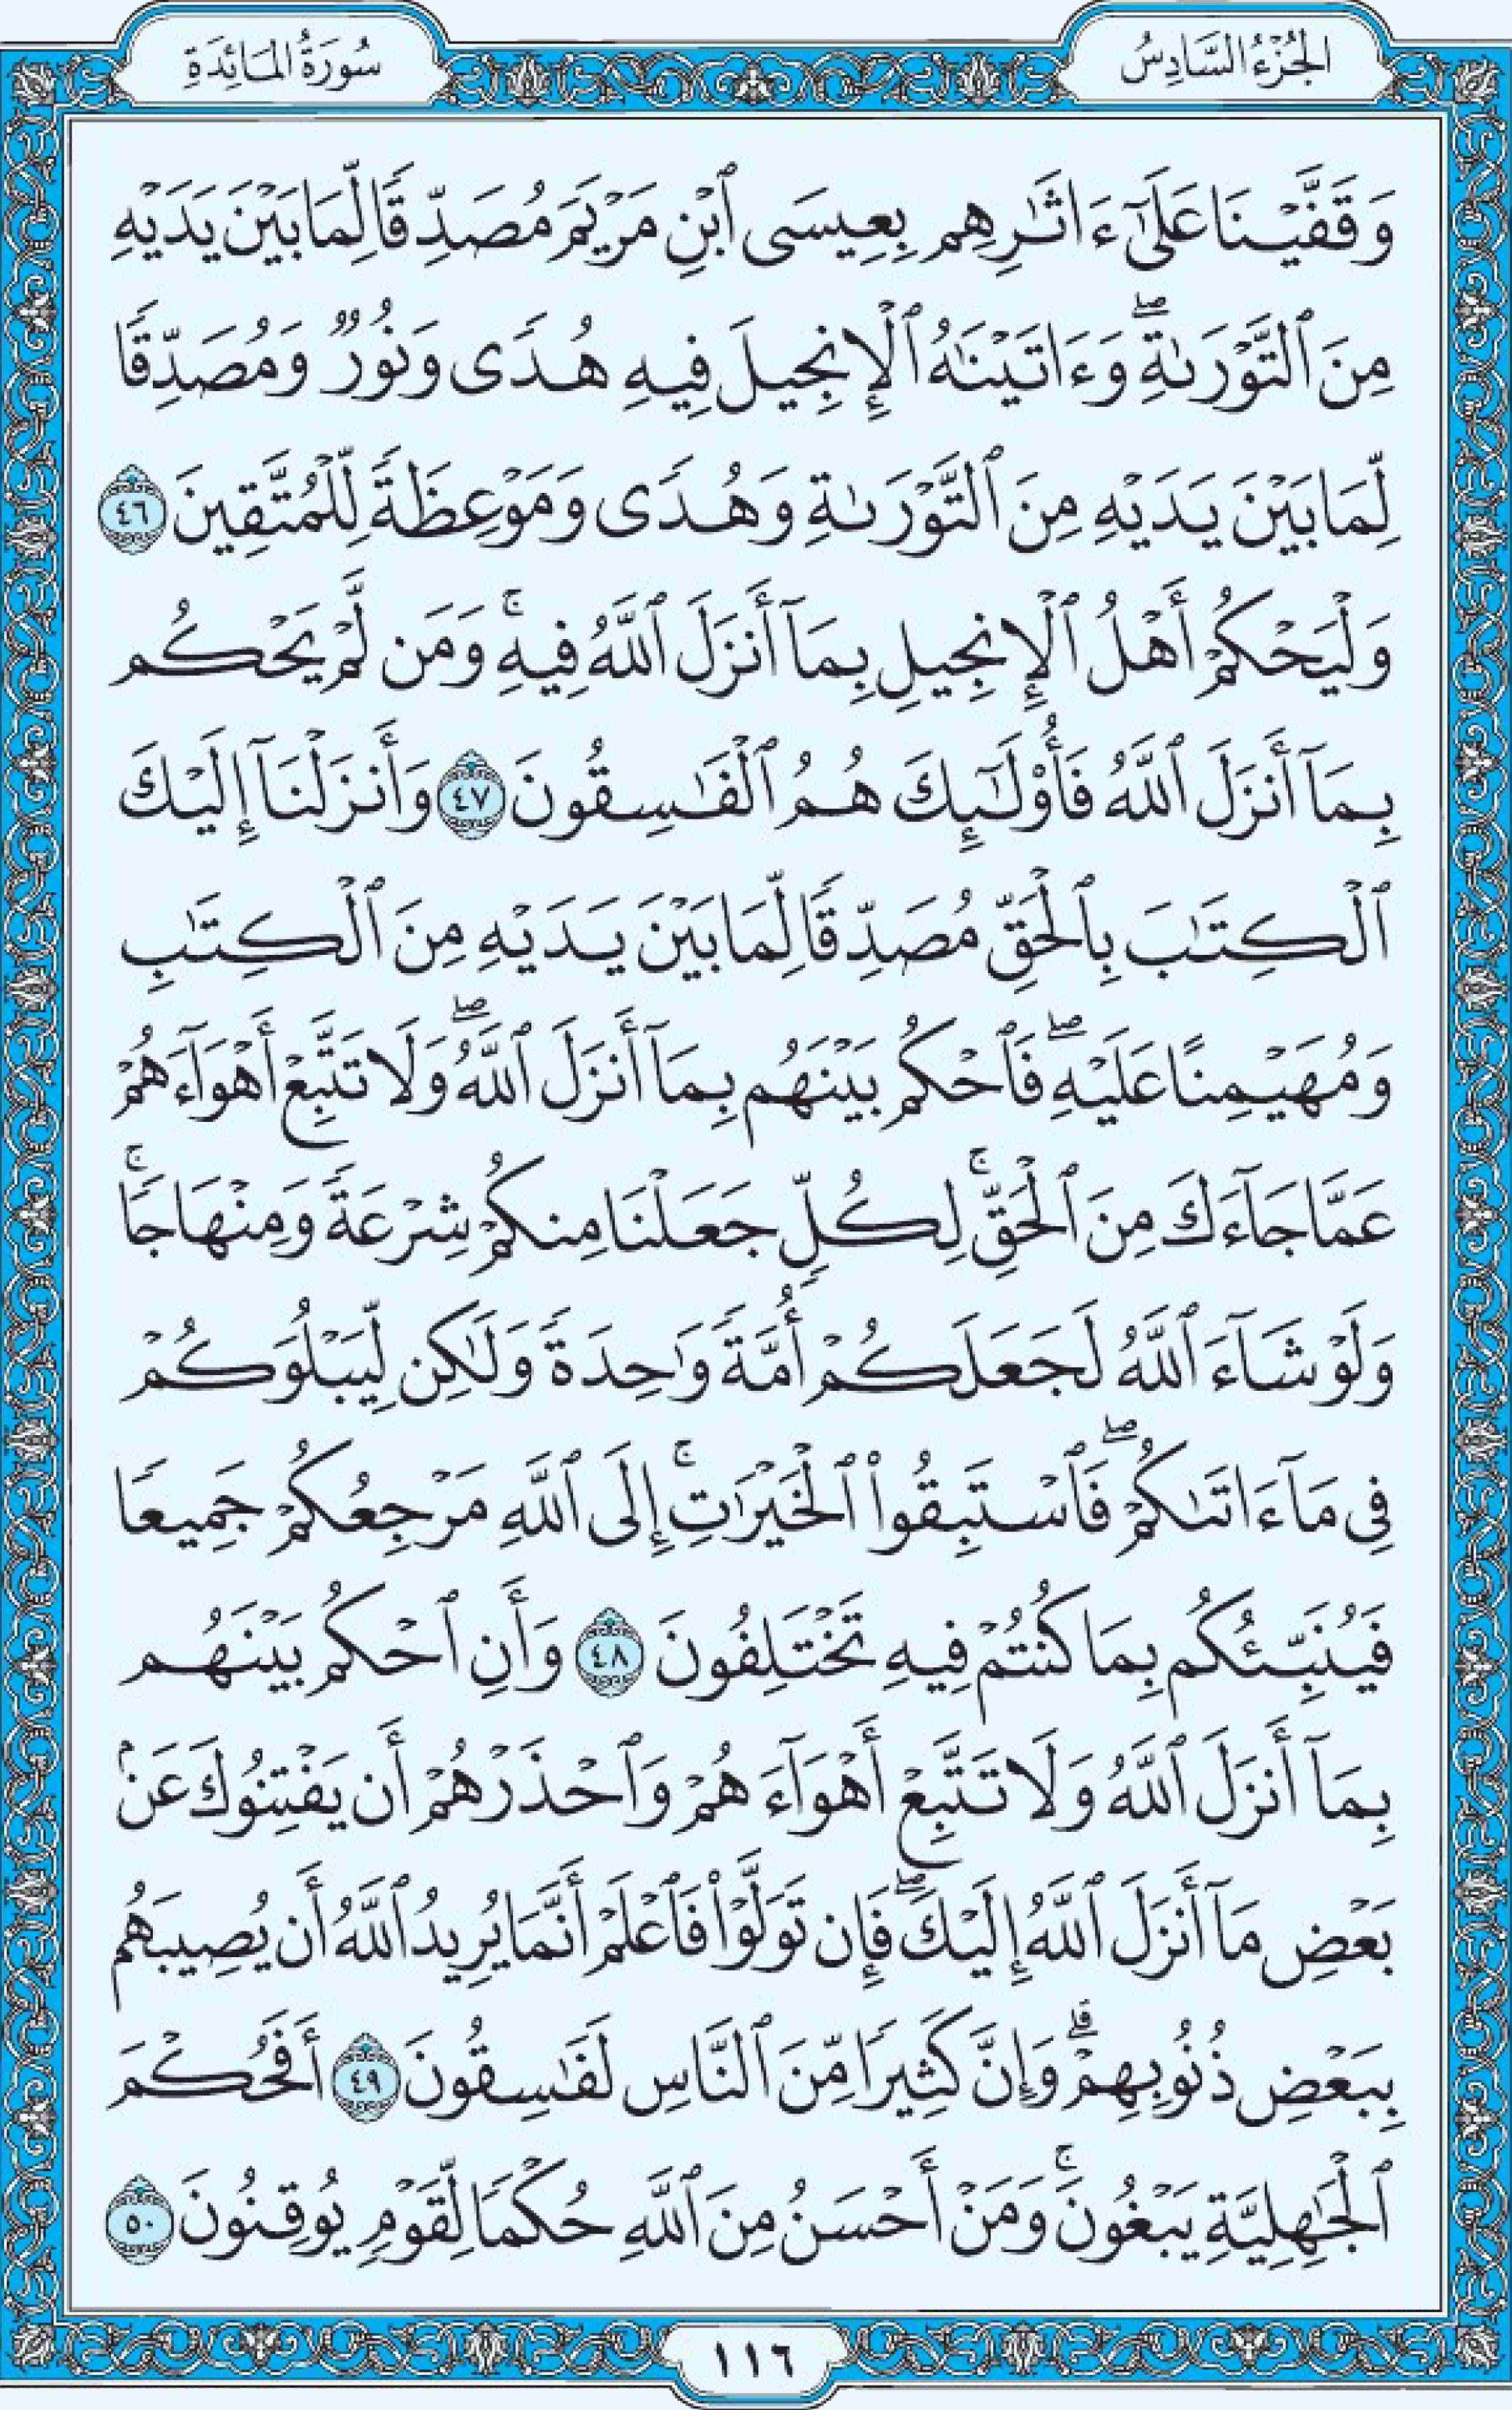 الجُزْءُ السَّادِسُ
سُورَةُ المَائِدَةِ
وَقَفَّيْنَا عَلَىٰٓ ءَاثَـٰرِهِم بِعِيسَى ٱبْنِ مَرْيَمَ مُصَدِّقًا لِّمَا بَيْنَ يَدَيْهِ
مِنَ ٱلتَّوْرَىٰةِ ۖ وَءَاتَيْنَـٰهُ ٱلْإِنجِيلَ فِيهِ هُدًى وَنُورٌ وَمُصَدِّقًا
لِّمَا بَيْنَ يَدَيْهِ مِنَ ٱلتَّوْرَىٰةِ وَهُدًى وَمَوْعِظَةً لِّلْمُتَّقِينَ ٤٦
وَلْيَحْكُمْ أَهْلُ ٱلْإِنجِيلِ بِمَآ أَنزَلَ ٱللَّهُ فِيهِ ۚ وَمَن لَّمْ يَحْكُم
بِمَآ أَنزَلَ ٱللَّهُ فَأُو۟لَـٰٓئِكَ هُمُ ٱلْفَـٰسِقُونَ ٤٧ وَأَنزَلْنَآ إِلَيْكَ
ٱلْكِتَـٰبَ بِٱلْحَقِّ مُصَدِّقًا لِّمَا بَيْنَ يَدَيْهِ مِنَ ٱلْكِتَـٰبِ
وَمُهَيْمِنًا عَلَيْهِ ۖ فَٱحْكُم بَيْنَهُم بِمَآ أَنزَلَ ٱللَّهُ ۖ وَلَا تَتَّبِعْ أَهْوَآءَهُمْ
عَمَّا جَآءَكَ مِنَ ٱلْحَقِّ ۚ لِكُلٍّ جَعَلْنَا مِنكُمْ شِرْعَةً وَمِنْهَاجًا ۚ
وَلَوْ شَآءَ ٱللَّهُ لَجَعَلَكُمْ أُمَّةً وَٰحِدَةً وَلَـٰكِن لِّيَبْلُوَكُمْ
فِى مَآ ءَاتَىٰكُمْ ۖ فَٱسْتَبِقُوا۟ ٱلْخَيْرَٰتِ ۚ إِلَى ٱللَّهِ مَرْجِعُكُمْ جَمِيعًا
فَيُنَبِّئُكُم بِمَا كُنتُمْ فِيهِ تَخْتَلِفُونَ ٤٨ وَأَنِ ٱحْكُم بَيْنَهُم
بِمَآ أَنزَلَ ٱللَّهُ وَلَا تَتَّبِعْ أَهْوَآءَهُمْ وَٱحْذَرْهُمْ أَن يَفْتِنُوكَ عَنۢ
بَعْضِ مَآ أَنزَلَ ٱللَّهُ إِلَيْكَ ۖ فَإِن تَوَلَّوْا۟ فَٱعْلَمْ أَنَّمَا يُرِيدُ ٱللَّهُ أَن يُصِيبَهُم
بِبَعْضِ ذُنُوبِهِمْ ۗ وَإِنَّ كَثِيرًا مِّنَ ٱلنَّاسِ لَفَـٰسِقُونَ ٤٩ أَفَحُكْمَ
ٱلْجَـٰهِلِيَّةِ يَبْغُونَ ۚ وَمَنْ أَحْسَنُ مِنَ ٱللَّهِ حُكْمًا لِّقَوْمٍ يُوقِنُونَ ٥٠
١١٦